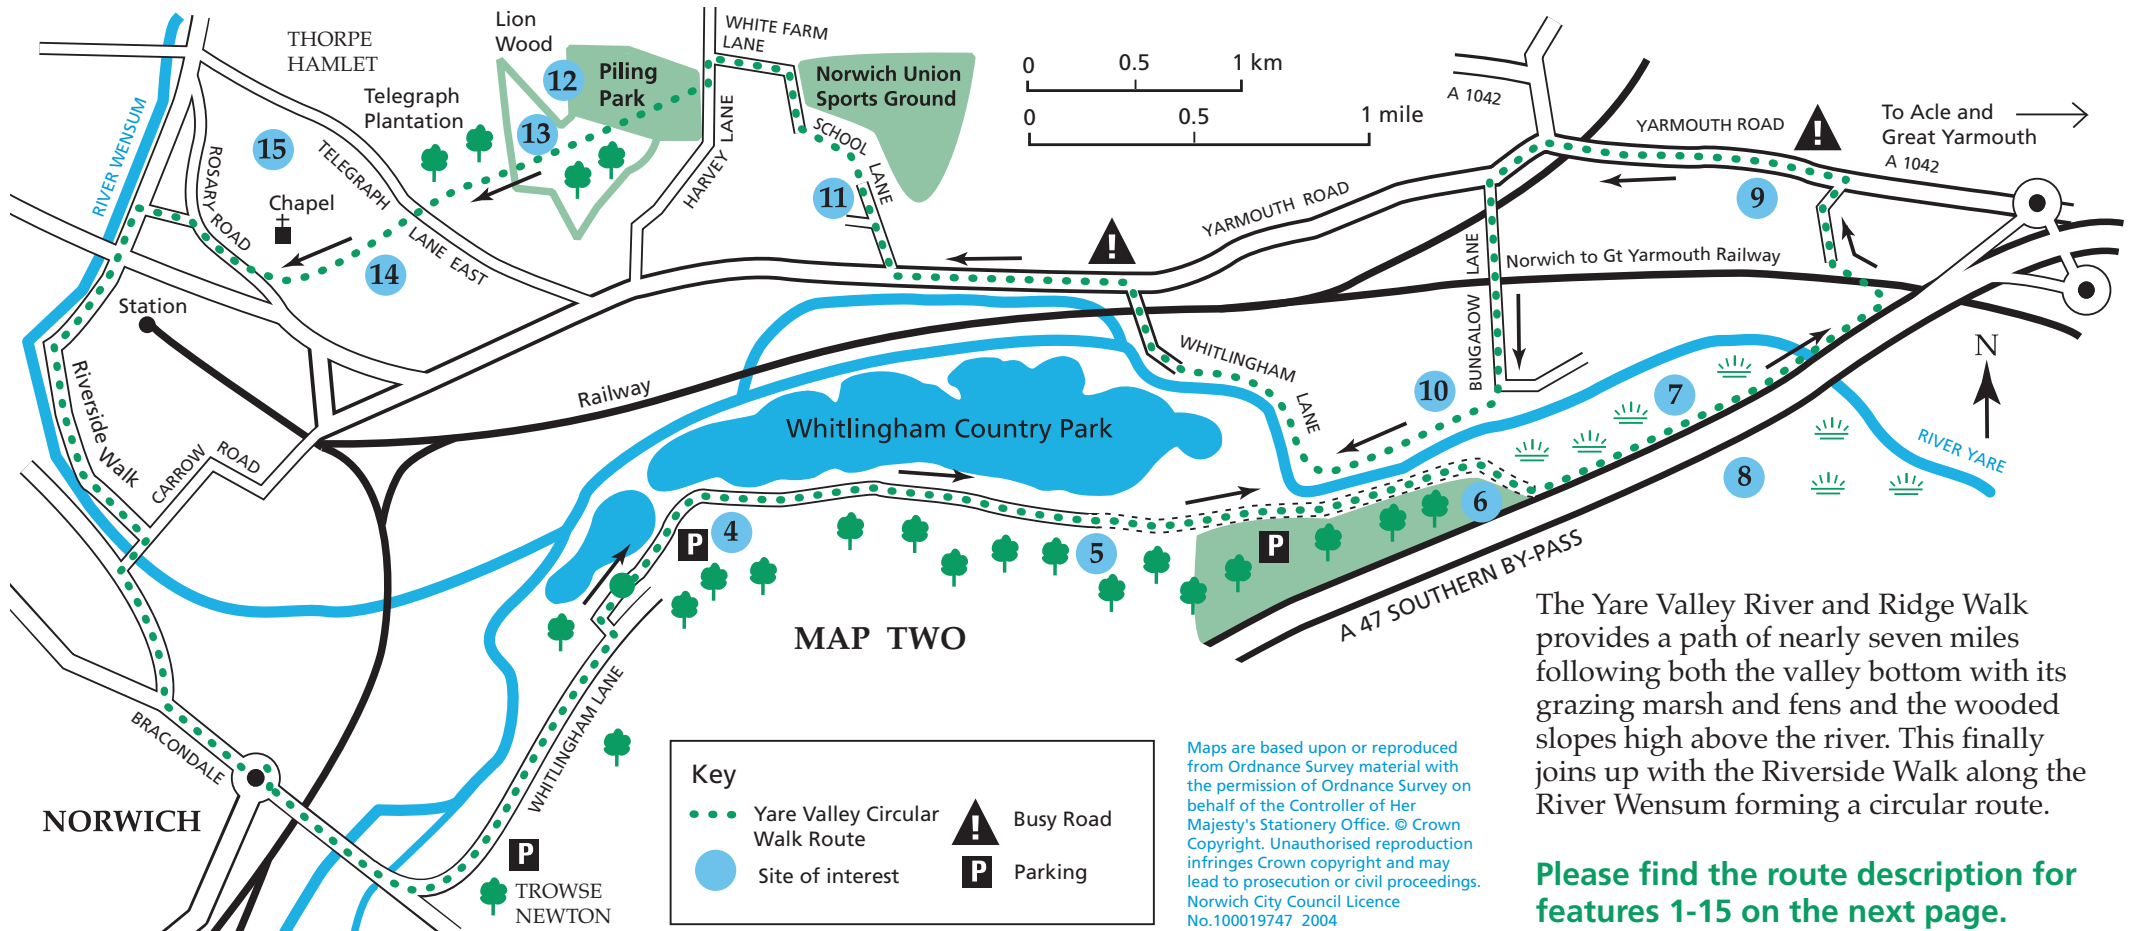 THORPE
HAMLET
Lion
Wood
12
Piling
Park
WHITE FARM
LANE
Norwich Union
Sports Ground
0
0.5
1 km
0
0.5
1 mile
A 1042
YARMOUTH ROAD
!
To Acle and
Great Yarmouth
A 1042
RIVER WENSUM
Telegraph
Plantation
13
15
ROSARY ROAD
TELEGRAPH
LANE EAST
Chapel
14
HARVEY LANE
SCHOOL
LANE
11
YARMOUTH ROAD
!
9
Norwich to Gt Yarmouth Railway
BUNGALOW LANE
Station
Riverside Walk
CARROW
ROAD
Railway
Whitlingham Country Park
WHITLINGHAM
LANE
10
7
N
8
RIVER YARE
6
P
4
5
P
A 47 SOUTHERN BY-PASS
MAP TWO
WHITLINGHAM LANE
BRACONDALE
NORWICH
P
TROWSE
NEWTON
Key
Yare Valley Circular
Walk Route
Site of interest
!
Busy Road
P
Parking
Maps are based upon or reproduced
from Ordnance Survey material with
the permission of Ordnance Survey on
behalf of the Controller of Her
Majesty's Stationery Office. © Crown
Copyright. Unauthorised reproduction
infringes Crown copyright and may
lead to prosecution or civil proceedings.
Norwich City Council Licence
No.100019747 2004
The Yare Valley River and Ridge Walk
provides a path of nearly seven miles
following both the valley bottom with its
grazing marsh and fens and the wooded
slopes high above the river. This finally
joins up with the Riverside Walk along the
River Wensum forming a circular route.
Please find the route description for
features 1-15 on the next page.